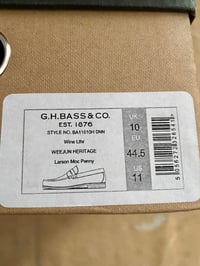 G.H.BASS & CO.
EST. 1876
STYLE NO. BA11010H 0NN
Wine Lthr
WEEJUN HERITAGE
Larson Moc Penny
UK
10
EU
44.5
US
11